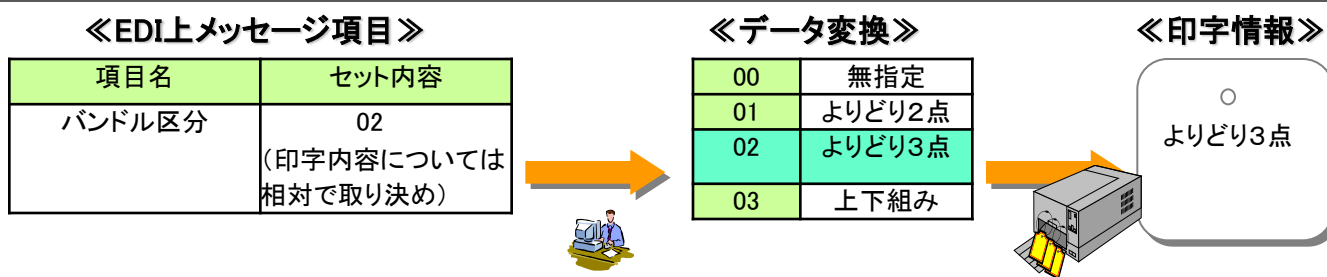 ≪EDI上メッセージ項目≫
項目名 セット内容
バンドル区分 02
(印字内容については
相対で取り決め)
≪データ変換≫
00 無指定
01 よりどり2点
02 よりどり3点
03 上下組み
≪印字情報≫
よりどり3点